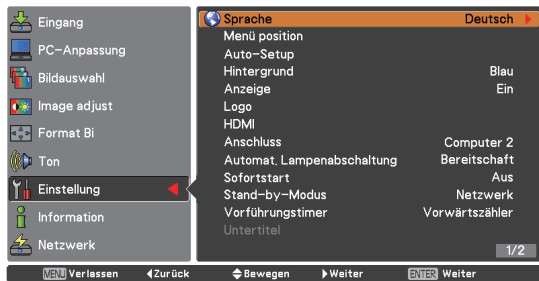 Eingang
PC-Anpassung
Bildauswahl
Image adjust
Format Bi
Ton
Einstellung
Information
Netzwerk
Sprache Deutsch
Menü position
Auto-Setup
Hintergrund Blau
Anzeige Ein
Logo
HDMI
Anschluss Computer 2
Automat. Lampenabschaltung Bereitschaft
Sofortstart Aus
Stand-by-Modus Netzwerk
Vorführungstimer Vorwärtszähler
Untertitel
1/2
MENU Verlassen Zurück Bewegen Weiter ENTER Weiter